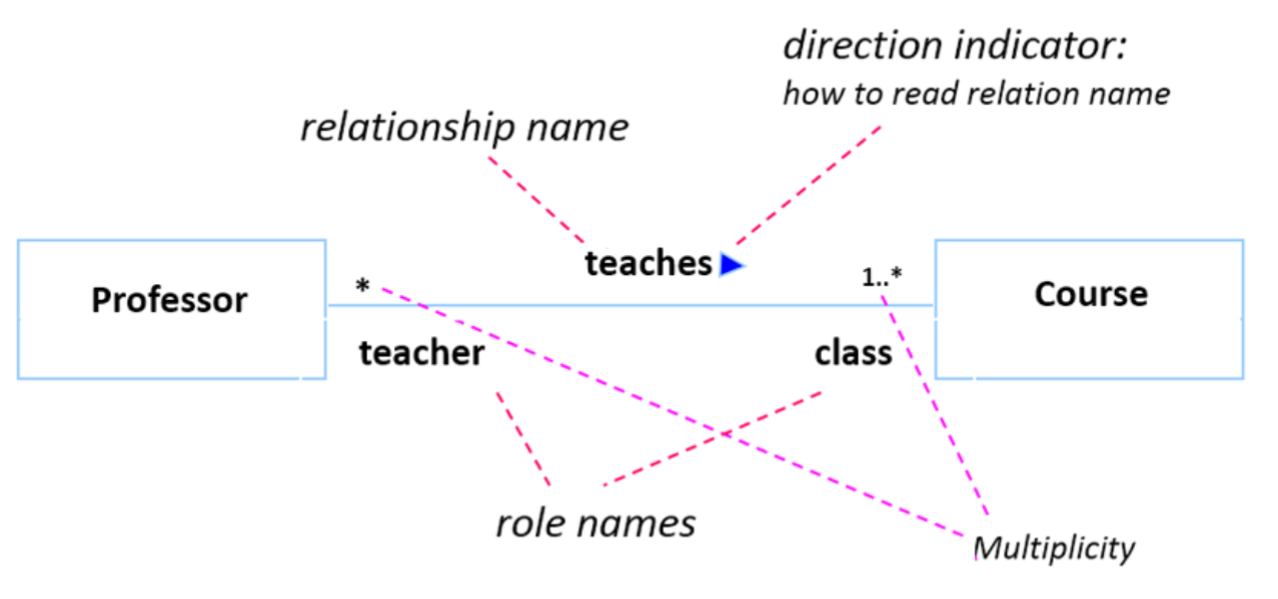 direction indicator:
how to read relation name
relationship name
teaches
Professor
*
1..*
Course
teacher
class
role names
Multiplicity